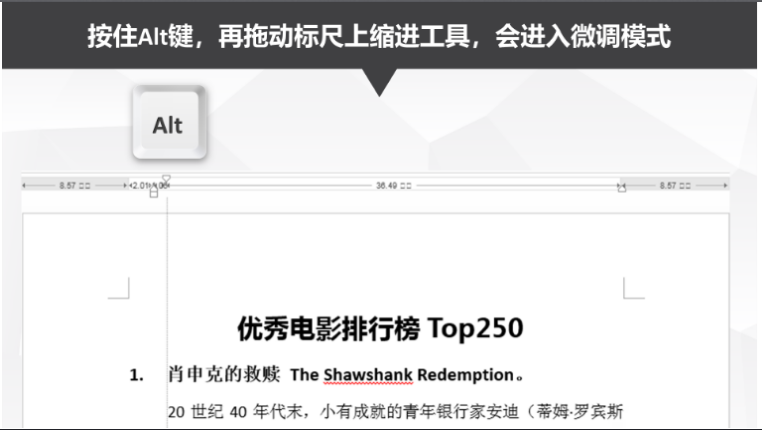 按住Alt键，再拖动标尺上缩进工具，会进入微调模式
Alt
8.57 □□ 2.01 36.49 □□ 8.57 □□
优秀电影排行榜 Top250
1. 肖申克的救赎 The Shawshank Redemption。
20 世纪 40 年代末，小有成就的青年银行家安迪（蒂姆·罗宾斯